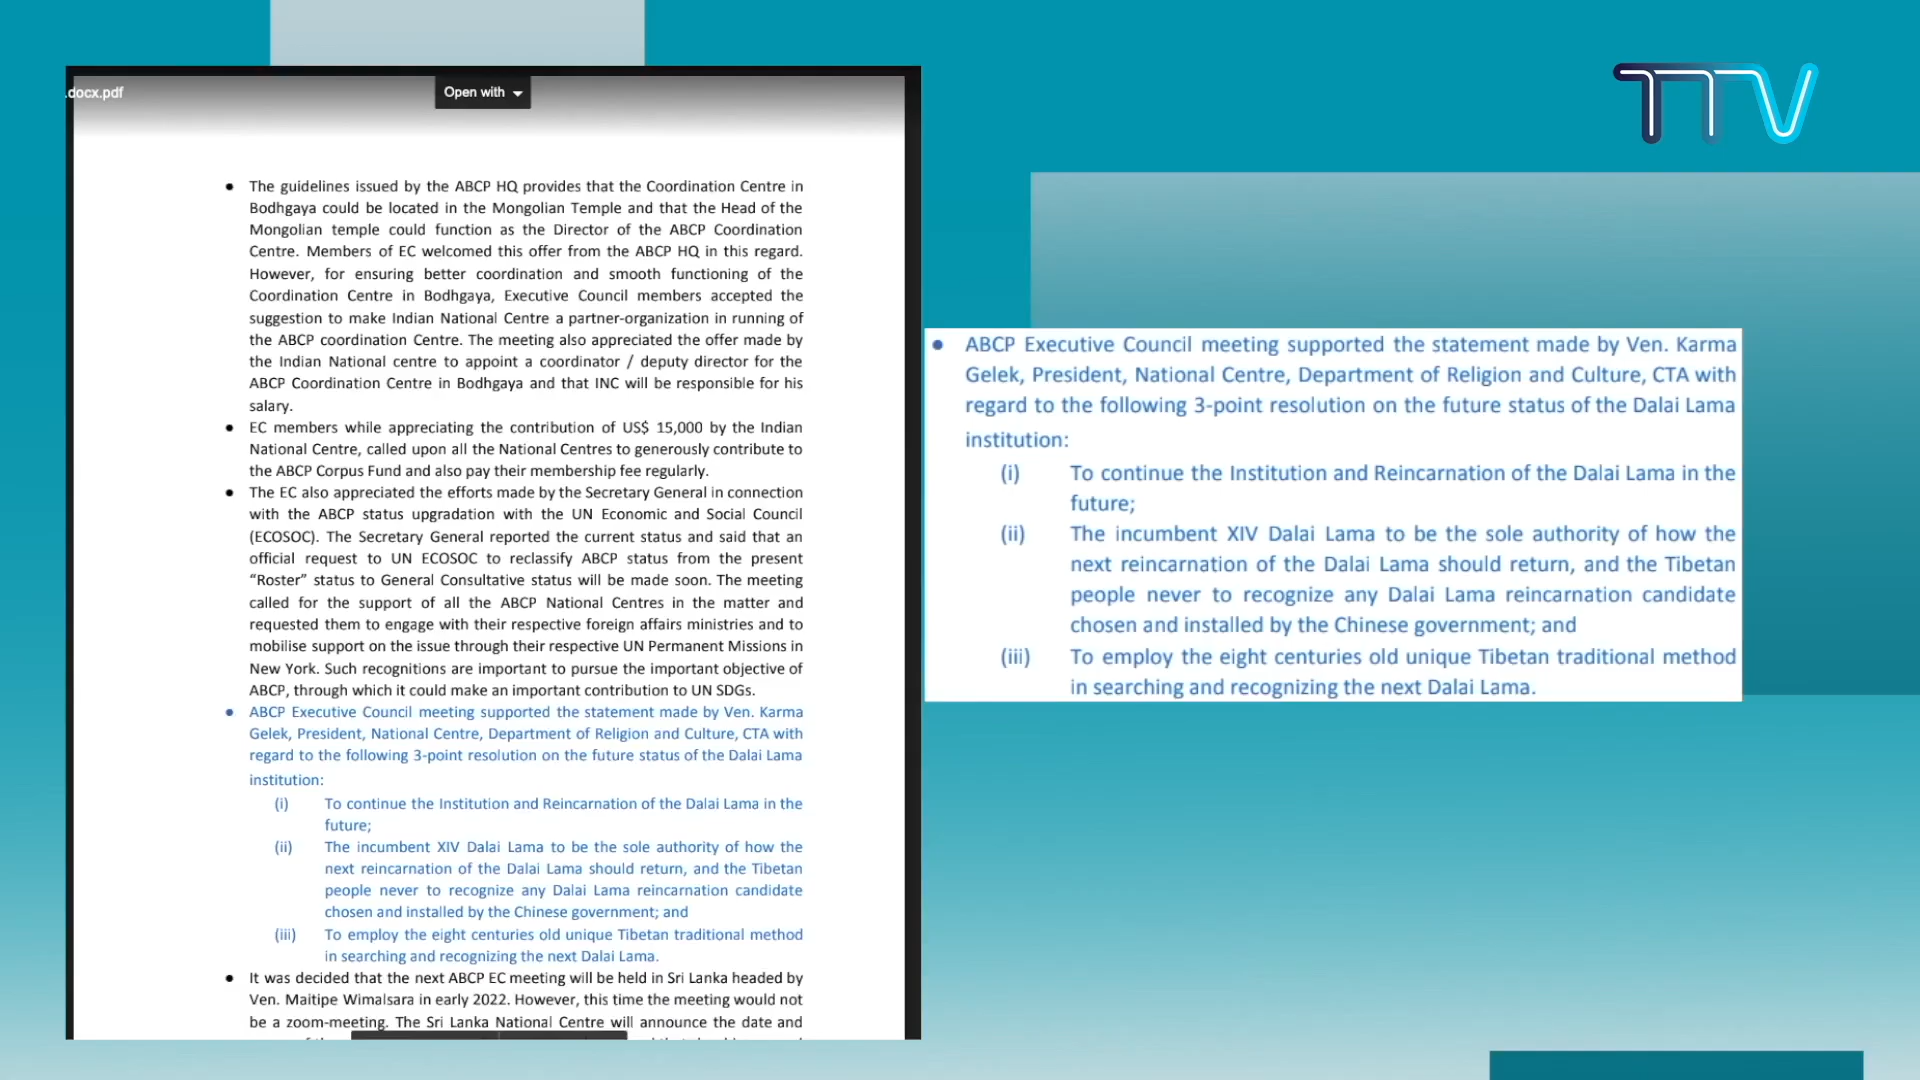 .docx.pdf
Open with
TTV
● The guidelines issued by the ABCP HQ provides that the Coordination Centre in
Bodhgaya could be located in the Mongolian Temple and that the Head of the
Mongolian temple could function as the Director of the ABCP Coordination
Centre. Members of EC welcomed this offer from the ABCP HQ in this regard.
However, for ensuring better coordination and smooth functioning of the
Coordination Centre in Bodhgaya, Executive Council members accepted the
suggestion to make Indian National Centre a partner-organization in running of
the ABCP coordination Centre. The meeting also appreciated the offer made by
the Indian National centre to appoint a coordinator / deputy director for the
ABCP Coordination Centre in Bodhgaya and that INC will be responsible for his
salary.
● EC members while appreciating the contribution of US$ 15,000 by the Indian
National Centre, called upon all the National Centres to generously contribute to
the ABCP Corpus Fund and also pay their membership fee regularly.
● The EC also appreciated the efforts made by the Secretary General in connection
with the ABCP status upgradation with the UN Economic and Social Council
(ECOSOC). The Secretary General reported the current status and said that an
official request to UN ECOSOC to reclassify ABCP status from the present
“Roster” status to General Consultative status will be made soon. The meeting
called for the support of all the ABCP National Centres in the matter and
requested them to engage with their respective foreign affairs ministries and to
mobilise support on the issue through their respective UN Permanent Missions in
New York. Such recognitions are important to pursue the important objective of
ABCP, through which it could make an important contribution to UN SDGs.
● ABCP Executive Council meeting supported the statement made by Ven. Karma
Gelek, President, National Centre, Department of Religion and Culture, CTA with
regard to the following 3-point resolution on the future status of the Dalai Lama
institution:
(i) To continue the Institution and Reincarnation of the Dalai Lama in the
future;
(ii) The incumbent XIV Dalai Lama to be the sole authority of how the
next reincarnation of the Dalai Lama should return, and the Tibetan
people never to recognize any Dalai Lama reincarnation candidate
chosen and installed by the Chinese government; and
(iii) To employ the eight centuries old unique Tibetan traditional method
in searching and recognizing the next Dalai Lama.
● It was decided that the next ABCP EC meeting will be held in Sri Lanka headed by
Ven. Maitipe Wimalsara in early 2022. However, this time the meeting would not
be a zoom-meeting. The Sri Lanka National Centre will announce the date and
● ABCP Executive Council meeting supported the statement made by Ven. Karma
Gelek, President, National Centre, Department of Religion and Culture, CTA with
regard to the following 3-point resolution on the future status of the Dalai Lama
institution:
(i) To continue the Institution and Reincarnation of the Dalai Lama in the
future;
(ii) The incumbent XIV Dalai Lama to be the sole authority of how the
next reincarnation of the Dalai Lama should return, and the Tibetan
people never to recognize any Dalai Lama reincarnation candidate
chosen and installed by the Chinese government; and
(iii) To employ the eight centuries old unique Tibetan traditional method
in searching and recognizing the next Dalai Lama.